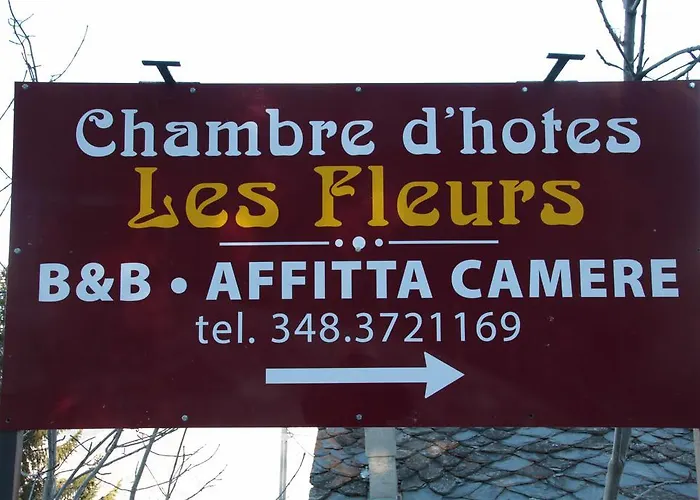 Chambre d'hotes
Les Fleurs
B&B • AFFITTA CAMERE
tel. 348.3721169